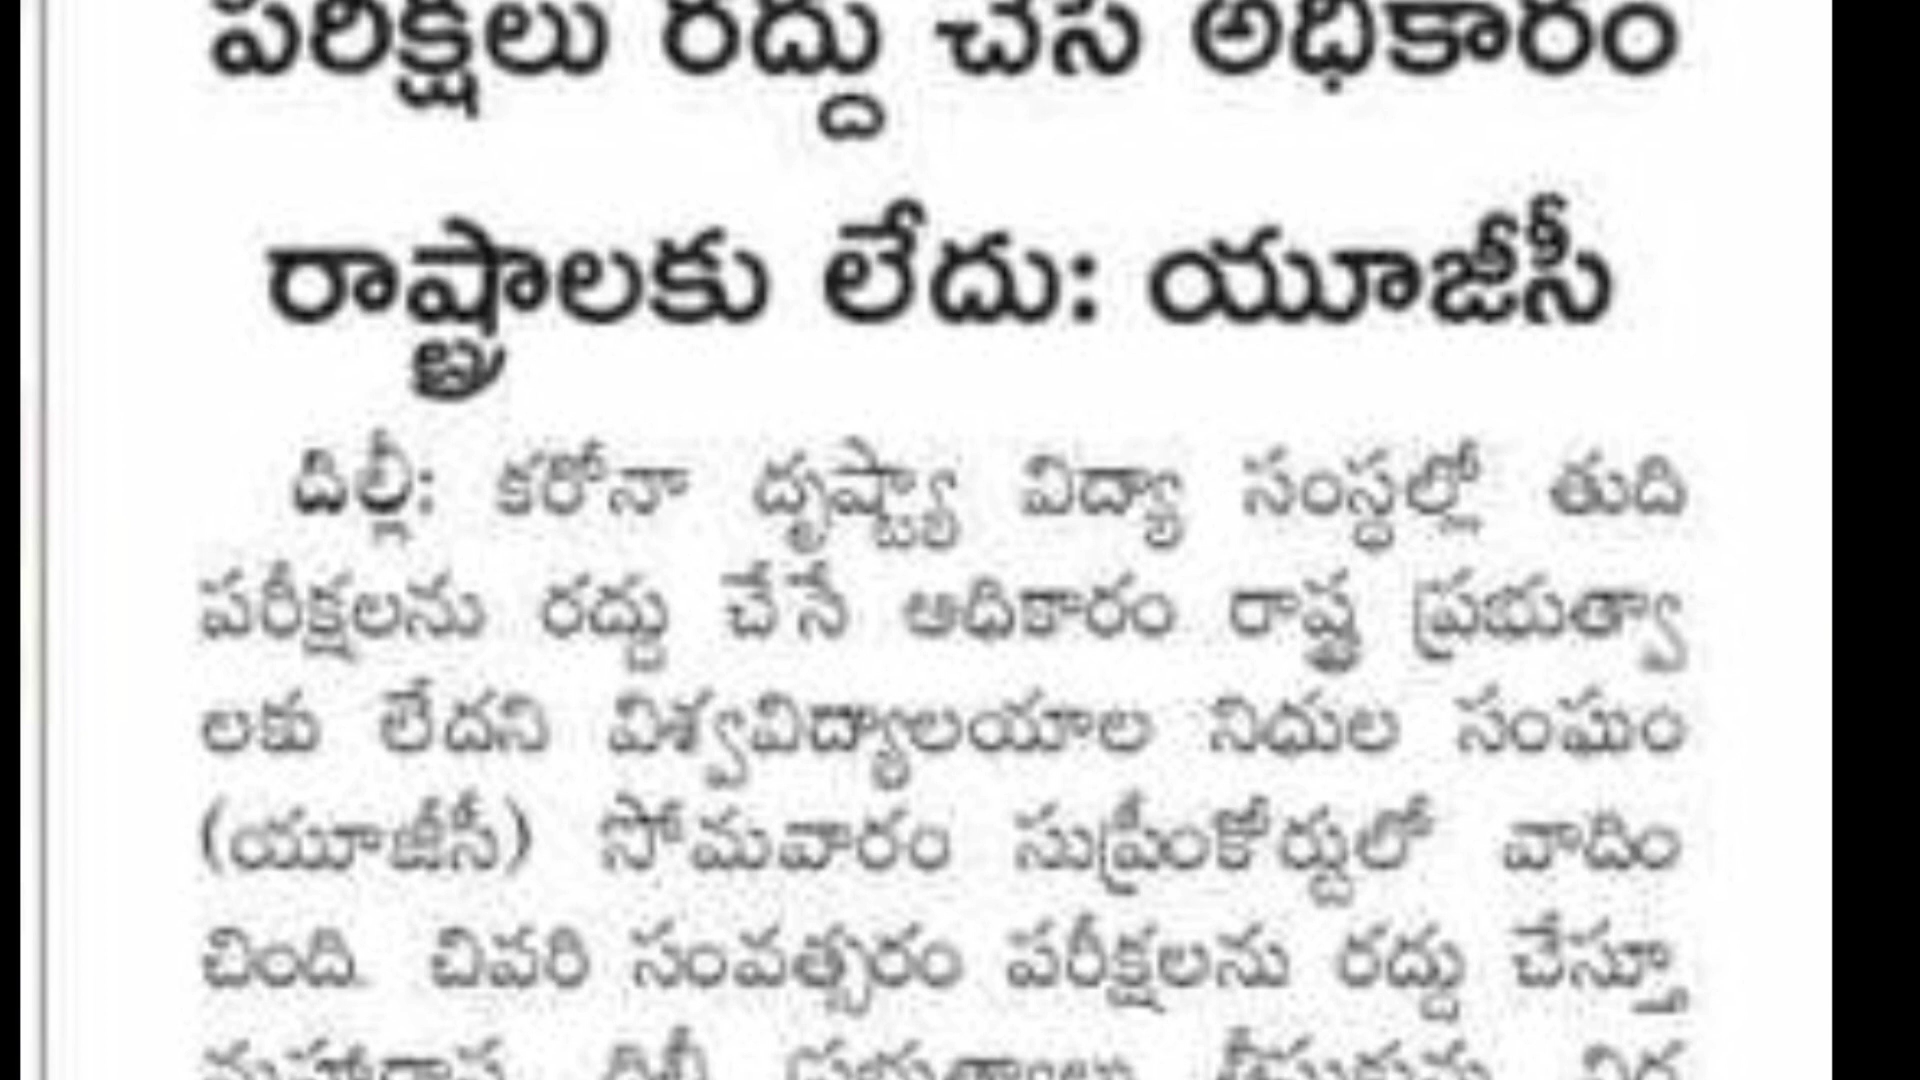 పరీక్షలు రద్దు చేసే అధికారం
రాష్ట్రాలకు లేదు: యూజీసీ
దిల్లీ: కరోనా దృష్ట్యా విద్యా సంస్థల్లో తుది
పరీక్షలను రద్దు చేసే అధికారం రాష్ట్ర ప్రభుత్వా
లకు లేదని విశ్వవిద్యాలయాల నిధుల సంఘం
(యూజీసీ) సోమవారం సుప్రీంకోర్టులో వాదిం
చింది. చివరి సంవత్సరం పరీక్షలను రద్దు చేస్తూ